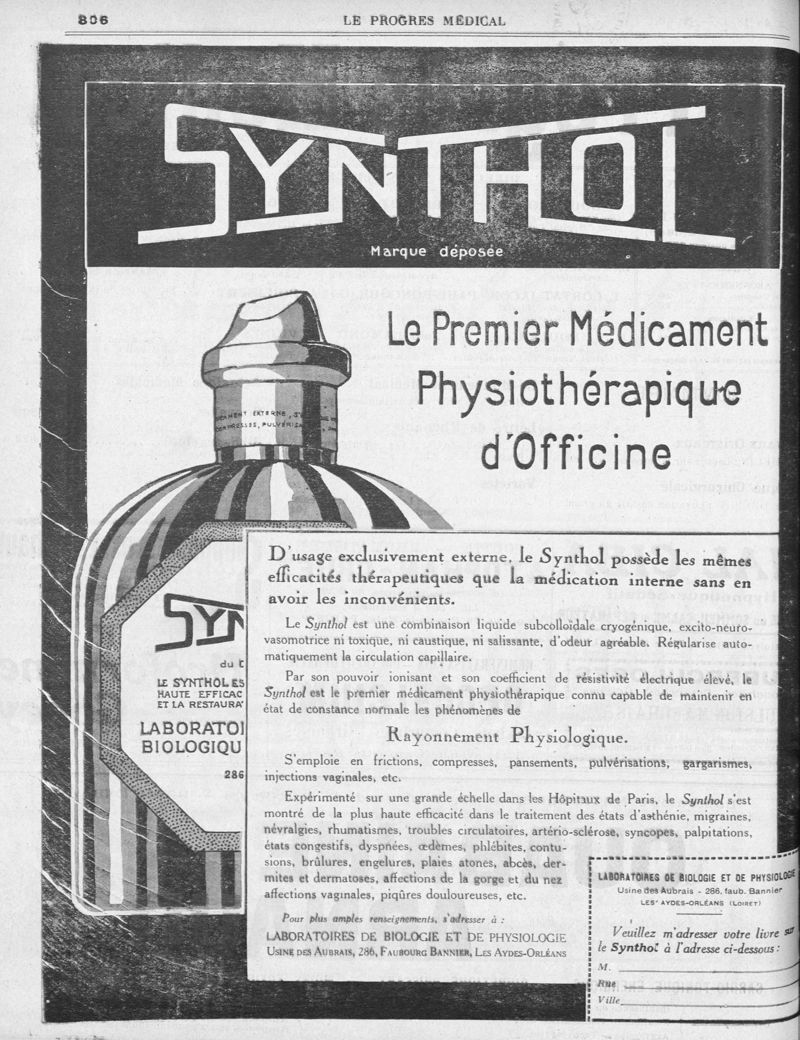 806
LE PROGRES MÉDICAL
SYNTHOL
Marque déposée
Le Premier Médicament
Physiothérapique
d'Officine
EXTERNE, S'
PRESSES, PULVÉRIS
SYN
du
LE SYNTHOL ES
HAUTE EFFICAC
ET LA RESTAURA
LABORATOI
BIOLOGIQU
286
D'usage exclusivement externe, le Synthol possède les mêmes
efficacités thérapeutiques que la médication interne sans en
avoir les inconvénients.
Le Synthol est une combinaison liquide subcolloïdale cryogénique, excito-neuro-
vasomotrice ni toxique, ni caustique, ni salissante, d'odeur agréable. Régularise auto-
matiquement la circulation capillaire.
Par son pouvoir ionisant et son coefficient de résistivité électrique élevé, le
Synthol est le premier médicament physiothérapique connu capable de maintenir en
état de constance normale les phénomènes de
Rayonnement Physiologique.
S'emploie en frictions, compresses, pansements, pulvérisations, gargarismes,
injections vaginales, etc.
Expérimenté sur une grande échelle dans les Hôpitaux de Paris, le Synthol s'est
montré de la plus haute efficacité dans le traitement des états d'asthénie, migraines,
névralgies, rhumatismes, troubles circulatoires, artério-sclérose, syncopes, palpitations,
états congestifs, dyspnées, œdèmes, phlébites, contu-
sions, brûlures, engelures, plaies atones, abcès, der-
mites et dermatoses, affections de la gorge et du nez
affections vaginales, piqûres douloureuses, etc.
Pour plus amples renseignements, s'adresser à :
LABORATOIRES DE BIOLOGIE ET DE PHYSIOLOGIE
USINE DES AUBRAIS, 286, FAUBOURG BANNIER, LES AYDES-ORLÉANS
LABORATOIRES DE BIOLOGIE ET DE PHYSIOLOGIE
Usine des Aubrais - 286, faub. Bannier
LES AYDES-ORLÉANS (LOIRET)
Veuillez m'adresser votre livre sur
le Synthol à l'adresse ci-dessous :
M.
Rue
Ville